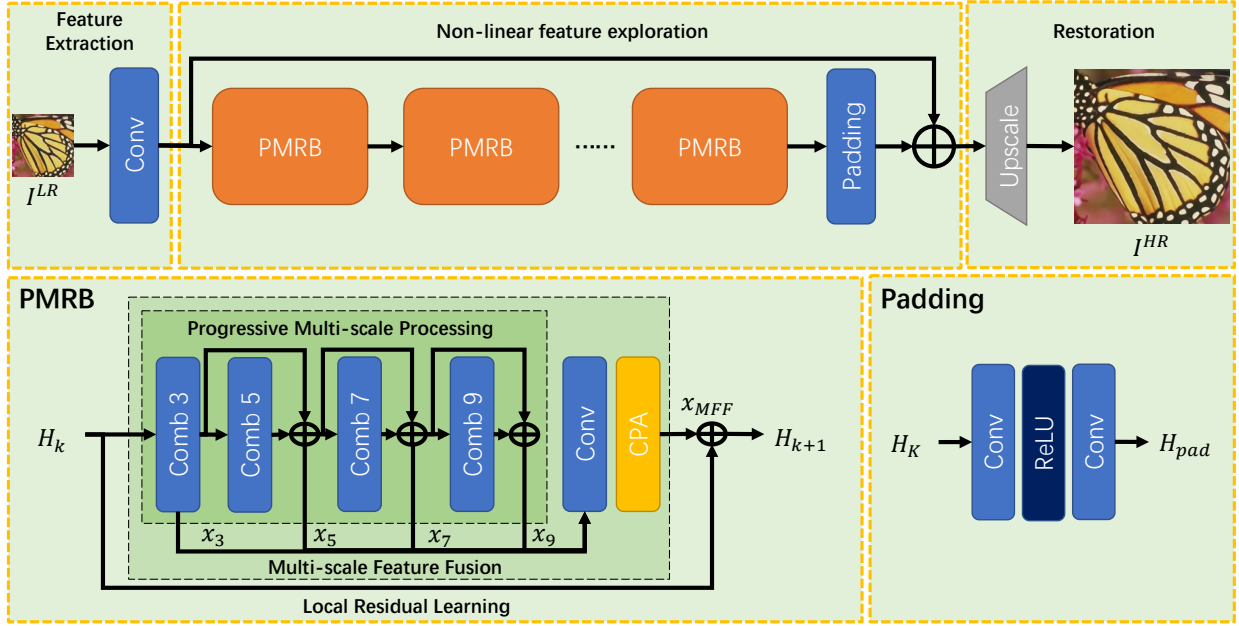 Feature
Extraction
Non-linear feature exploration
Restoration
I^{LR}
Conv
PMRB
PMRB
......
PMRB
Padding
Upscale
I^{HR}
PMRB
Progressive Multi-scale Processing
H_k
Comb 3
Comb 5
Comb 7
Comb 9
Conv
CPA
x_{MFF}
H_{k+1}
x_3
x_5
x_7
x_9
Multi-scale Feature Fusion
Local Residual Learning
Padding
H_K
Conv
ReLU
Conv
H_{pad}